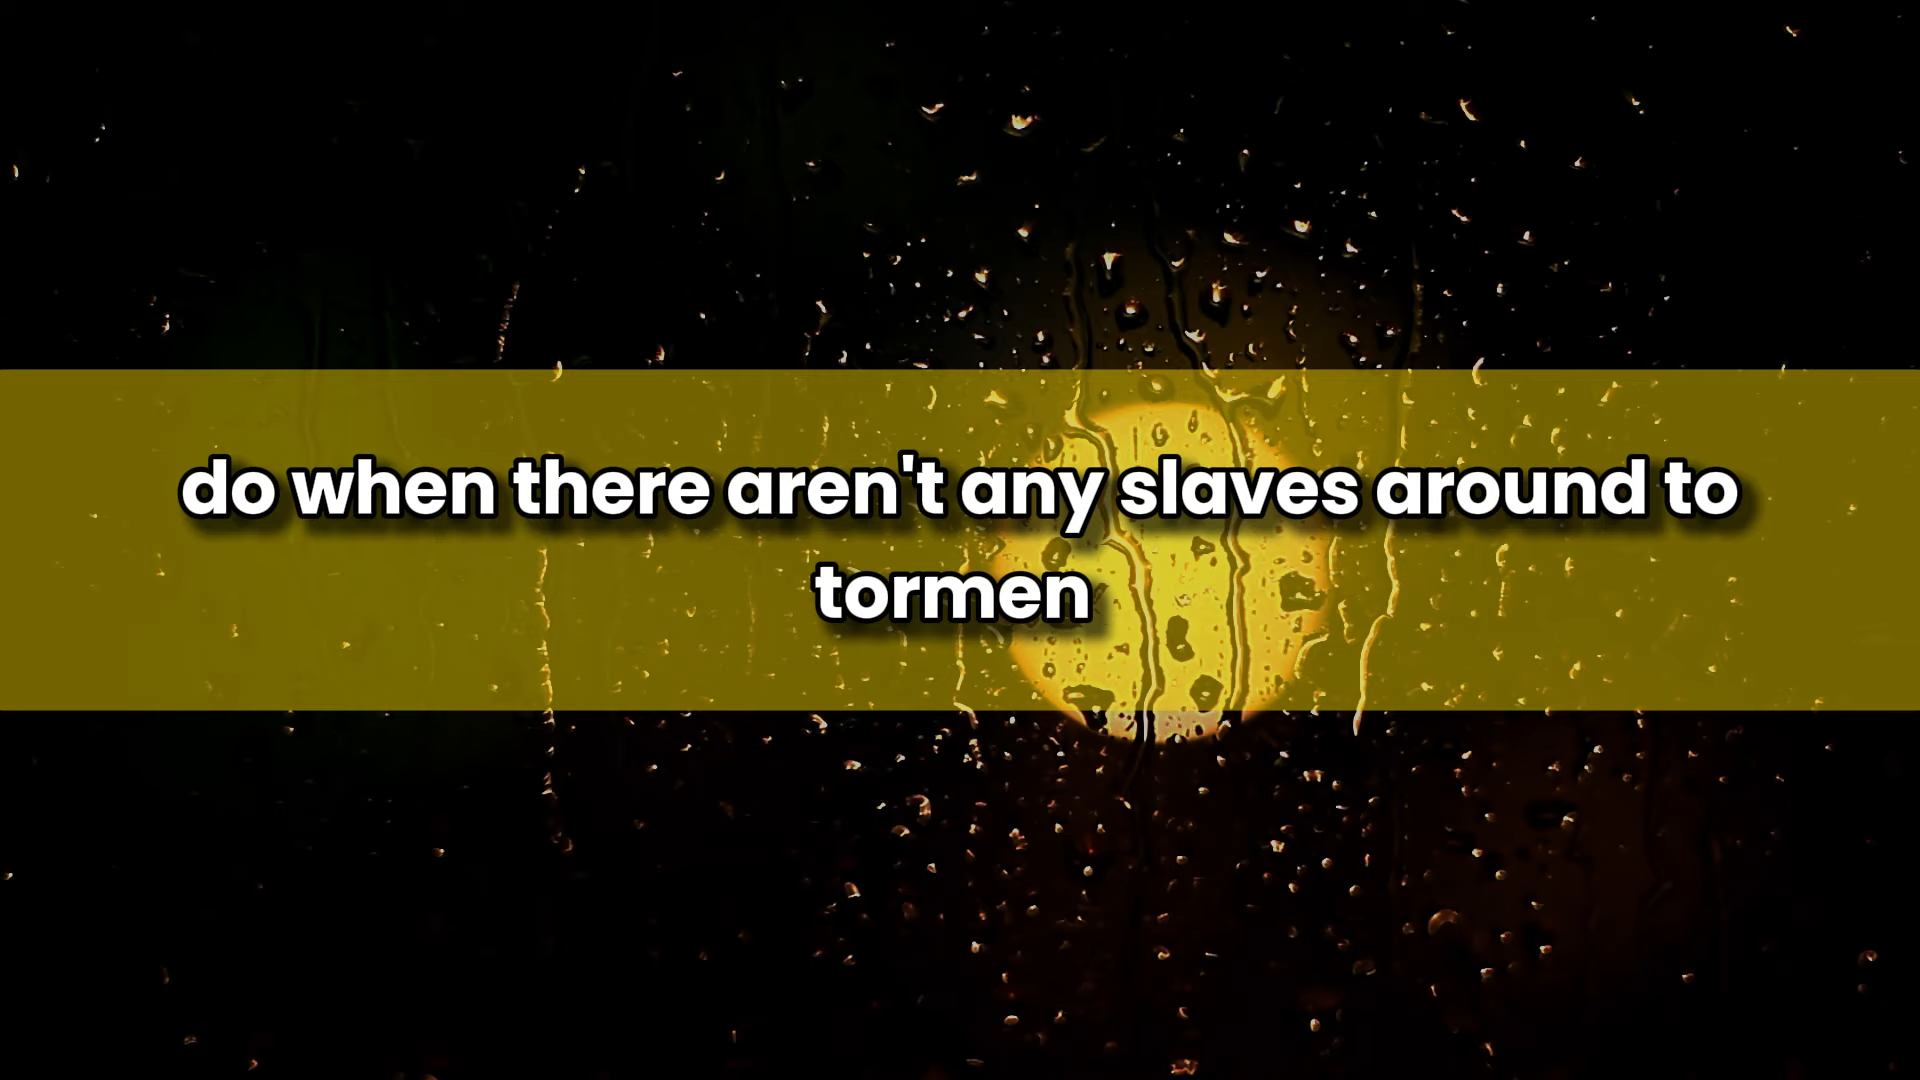 do when there aren't any slaves around to
tormen